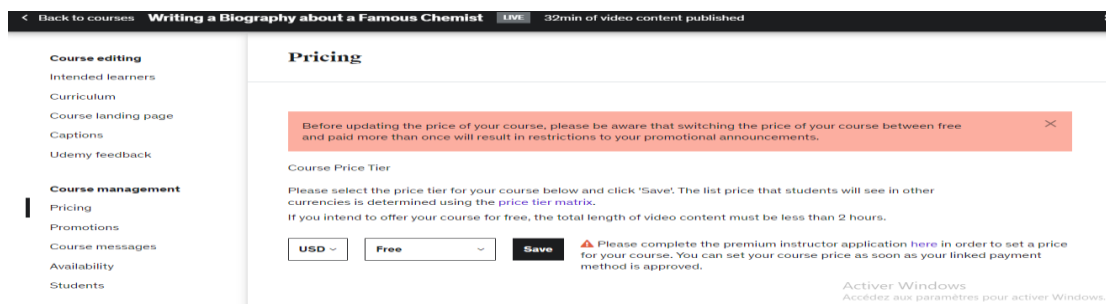 < Back to courses Writing a Biography about a Famous Chemist LIVE 32min of video content published
Course editing
Intended learners
Curriculum
Course landing page
Captions
Udemy feedback
Course management
Pricing
Promotions
Course messages
Availability
Students
Pricing
Before updating the price of your course, please be aware that switching the price of your course between free
and paid more than once will result in restrictions to your promotional announcements.
Course Price Tier
Please select the price tier for your course below and click 'Save'. The list price that students will see in other
currencies is determined using the price tier matrix.
If you intend to offer your course for free, the total length of video content must be less than 2 hours.
USD Free Save
Please complete the premium instructor application here in order to set a price
for your course. You can set your course price as soon as your linked payment
method is approved.
Activer Windows
Accédez aux paramètres pour activer Windows.